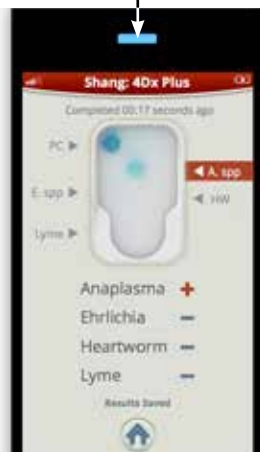 Shang: 4Dx Plus
Completed 00:17 seconds ago
PC
A. spp
E. spp
HW
Lyme
Anaplasma +
Ehrlichia −
Heartworm −
Lyme −
Results Saved